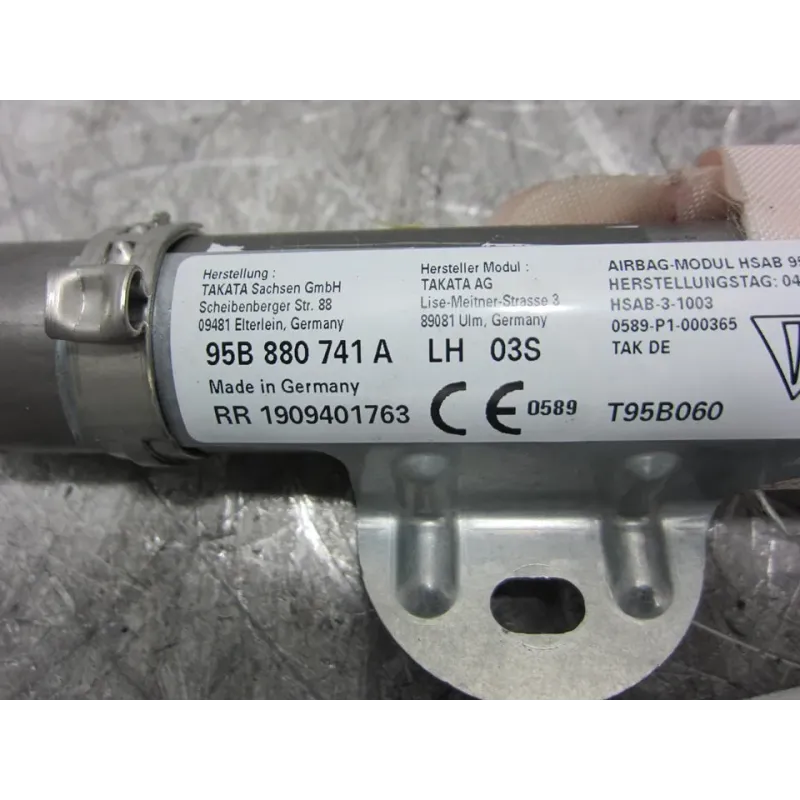 Herstellung :
TAKATA Sachsen GmbH
Scheibenberger Str. 88
09481 Elterlein, Germany
95B 880 741 A LH 03S
Made in Germany
RR 1909401763 CE 0589 T95B060
Hersteller Modul :
TAKATA AG
Lise-Meitner-Strasse 3
89081 Ulm, Germany
AIRBAG-MODUL HSAB
HERSTELLUNGSTAG:
HSAB-3-1003
0589-P1-000365
TAK DE